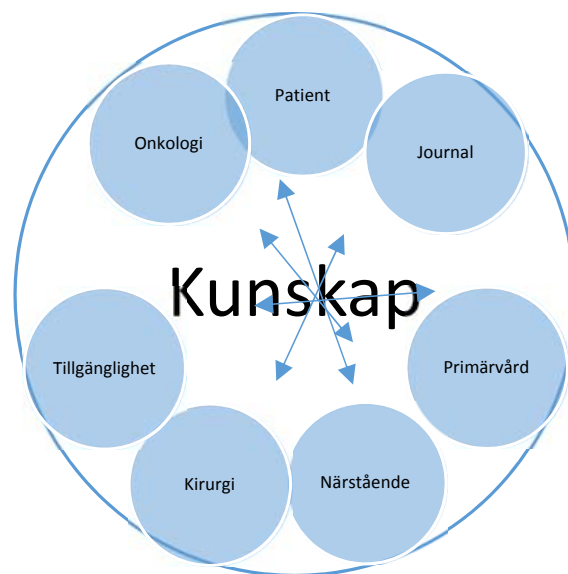 Patient
Onkologi
Journal
Kunskap
Tillgänglighet
Primärvård
Kirurgi
Närstående